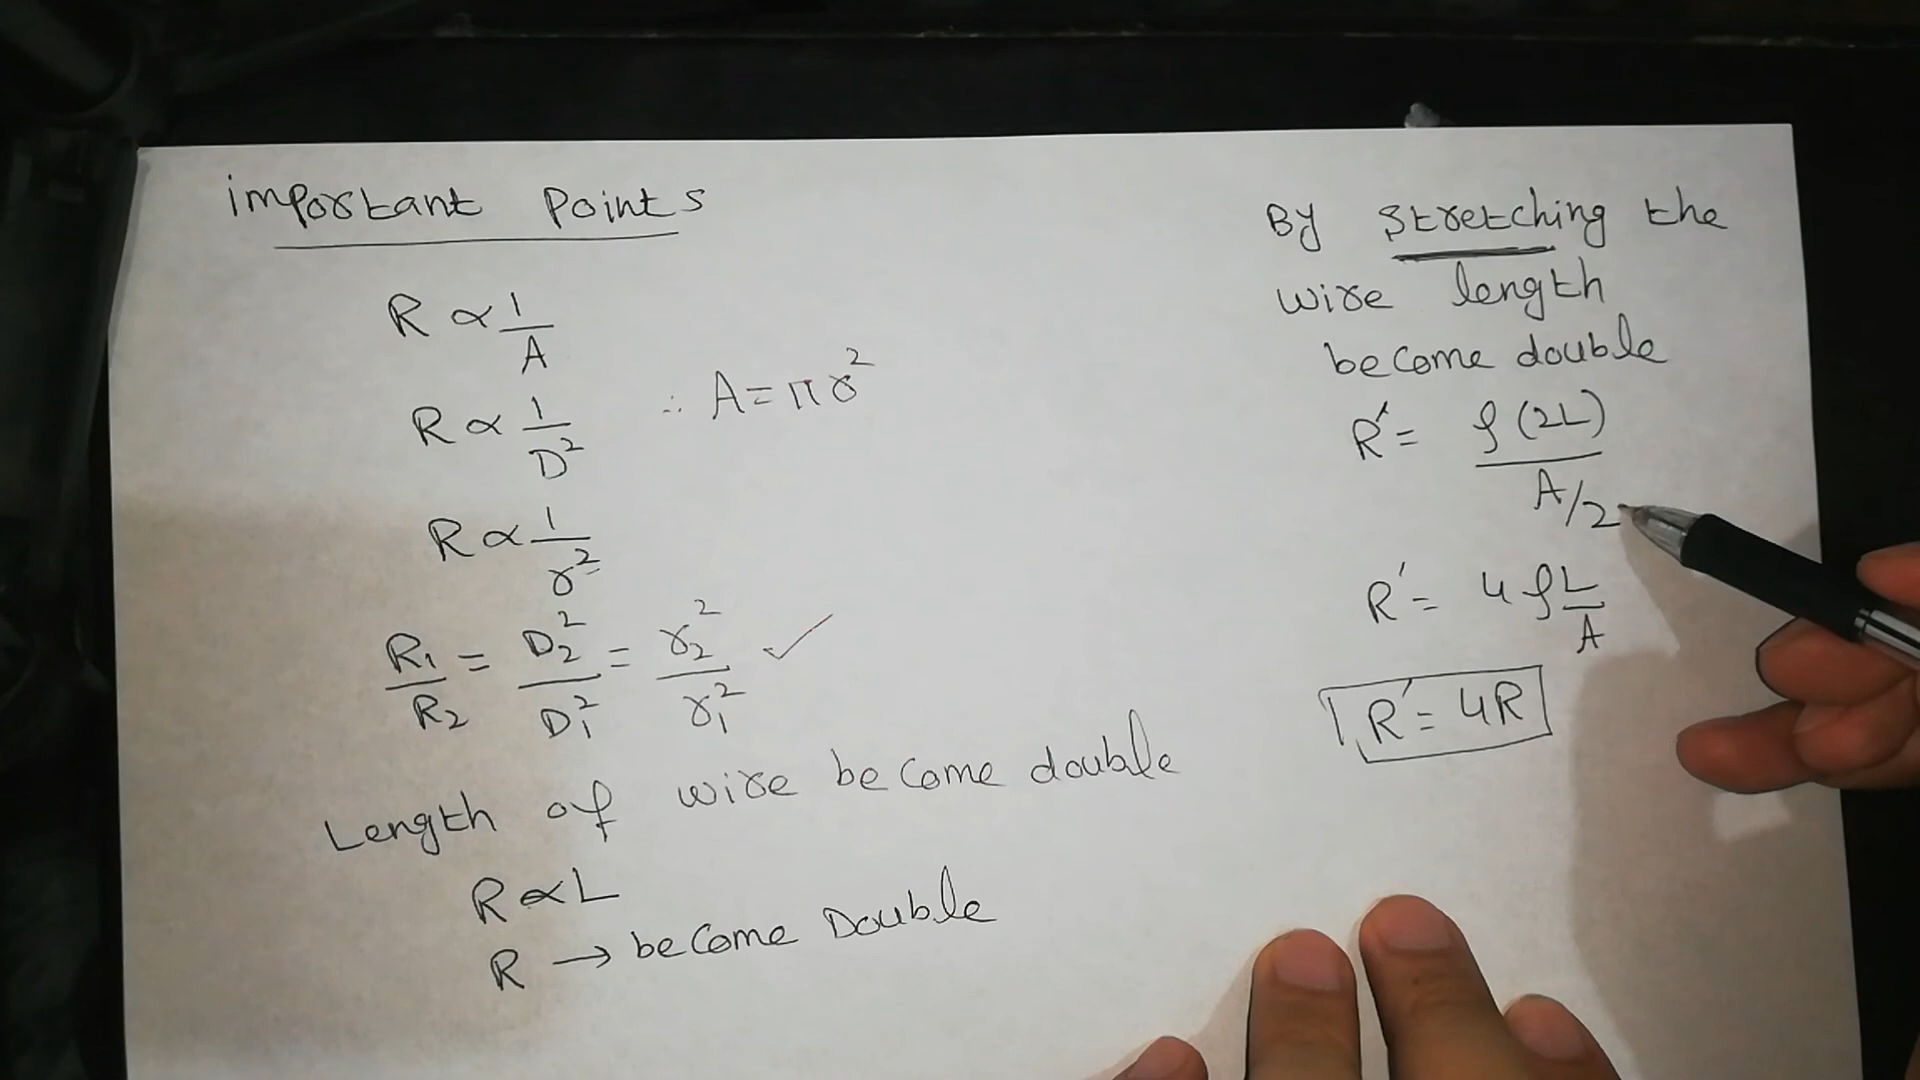 important Points
R ∝ 1/A
R ∝ 1/D² ∴ A = πr²
R ∝ 1/r²
R₁/R₂ = D₂²/D₁² = r₂²/r₁² ✓
Length of wire become double
R ∝ L
R → become Double
By stretching the
wire length
become double
R' = ρ(2L)/A/2
R' = 4ρL/A
R' = 4R